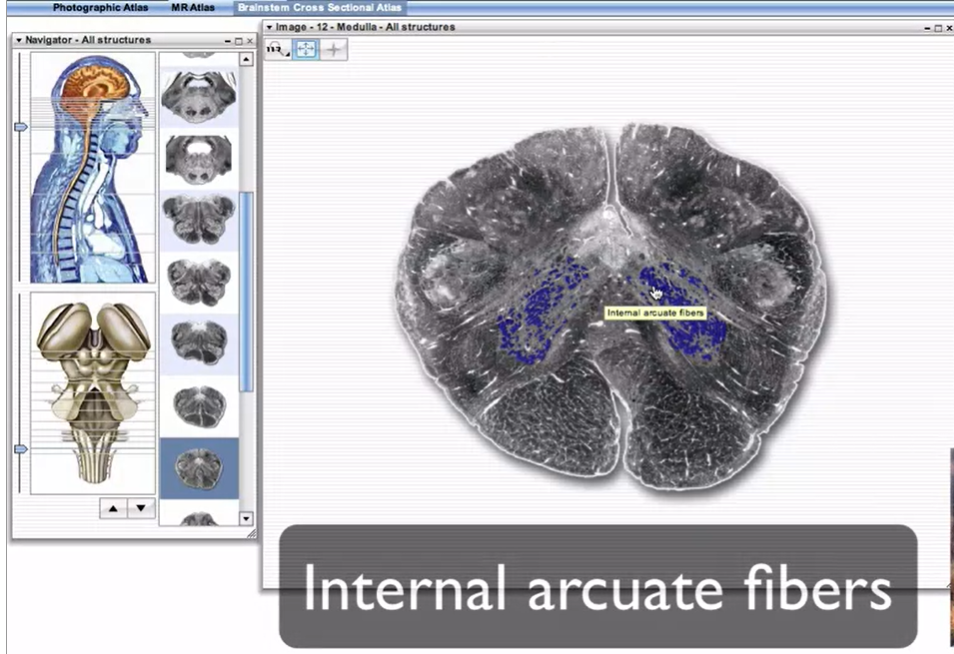 Photographic Atlas MR Atlas Brainstem Cross Sectional Atlas
Navigator - All structures
Image - 12 - Medulla - All structures
Internal arcuate fibers
Internal arcuate fibers